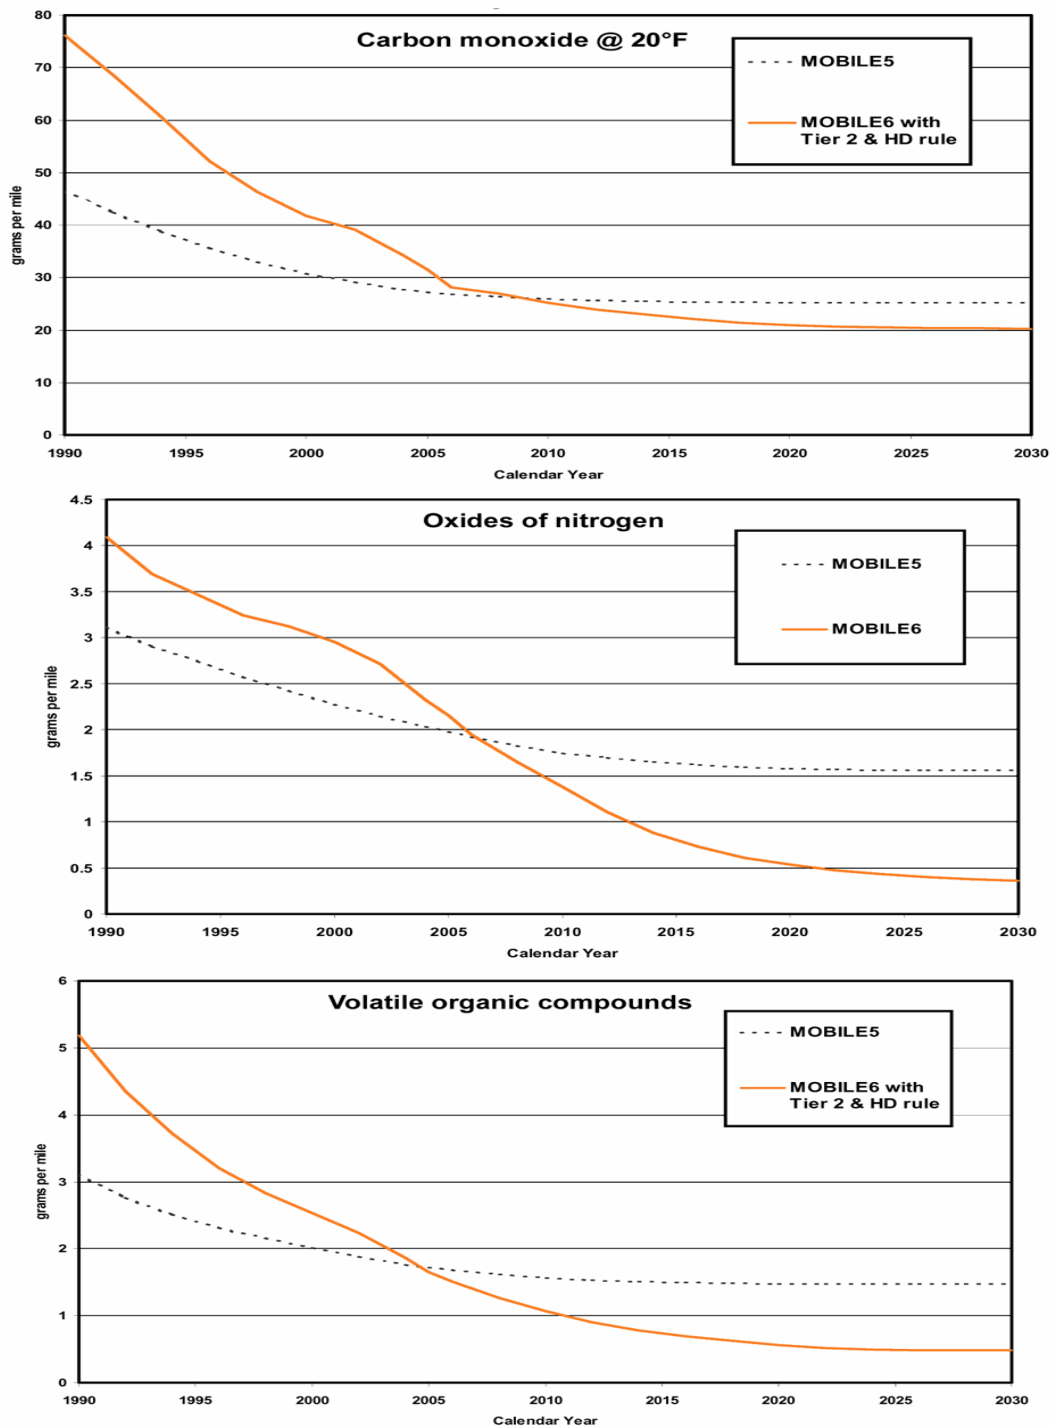 80
Carbon monoxide @ 20°F
MOBILE5
MOBILE6 with
Tier 2 & HD rule
70
60
50
40
30
20
10
0
grams per mile
1990 1995 2000 2005 2010 2015 2020 2025 2030
Calendar Year
4.5
Oxides of nitrogen
MOBILE5
MOBILE6
4
3.5
3
2.5
2
1.5
1
0.5
0
grams per mile
1990 1995 2000 2005 2010 2015 2020 2025 2030
Calendar Year
6
Volatile organic compounds
MOBILE5
MOBILE6 with
Tier 2 & HD rule
5
4
3
2
1
0
grams per mile
1990 1995 2000 2005 2010 2015 2020 2025 2030
Calendar Year